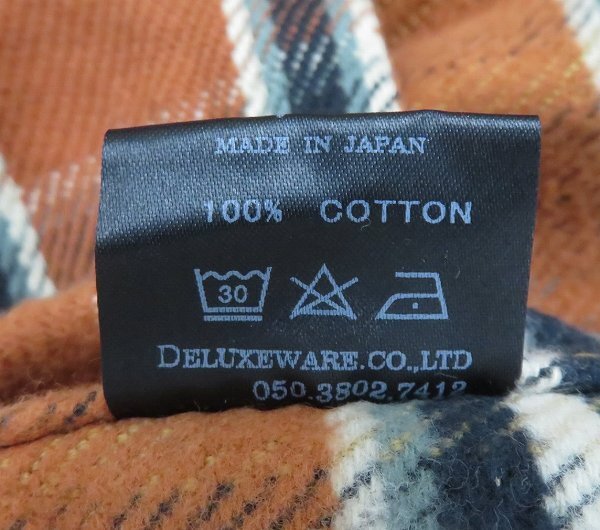 MADE IN JAPAN
100% COTTON
30
DELUXEWARE.CO.,LTD
050.3802.7412